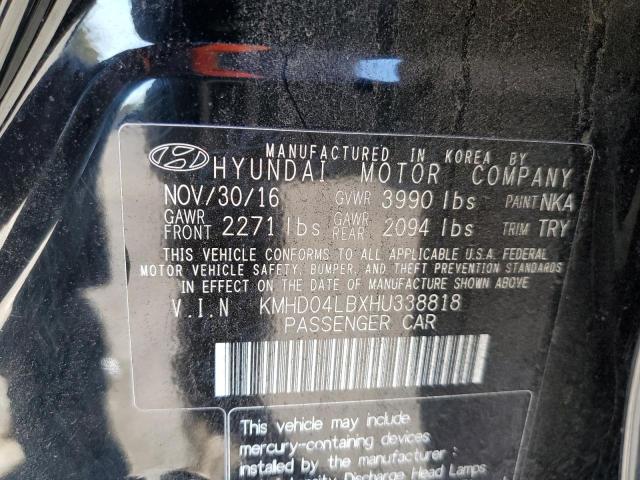 MANUFACTURED IN KOREA BY
HYUNDAI MOTOR COMPANY
NOV/30/16 GVWR 3990 lbs PAINT NKA
GAWR FRONT 2271 lbs GAWR REAR 2094 lbs TRIM TRY
THIS VEHICLE CONFORMS TO ALL APPLICABLE U.S.A. FEDERAL
MOTOR VEHICLE SAFETY, BUMPER, AND THEFT PREVENTION STANDARDS
IN EFFECT ON THE DATE OF MANUFACTURE SHOWN ABOVE.
V.I.N KMHD04LBXHU338818
PASSENGER CAR
This vehicle may include
mercury-containing devices
installed by the manufacturer :
Discharge Head Lamps